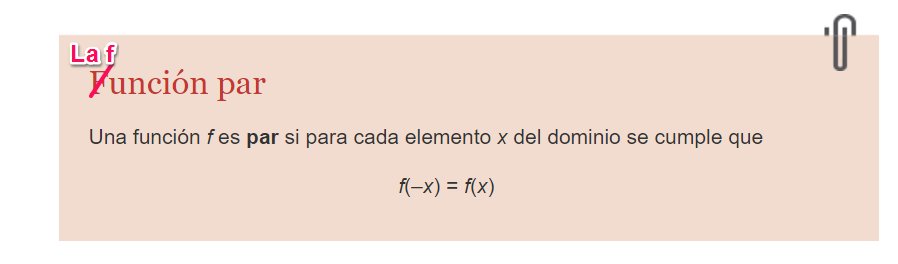 La f
Función par
Una función f es par si para cada elemento x del dominio se cumple que
f(–x) = f(x)